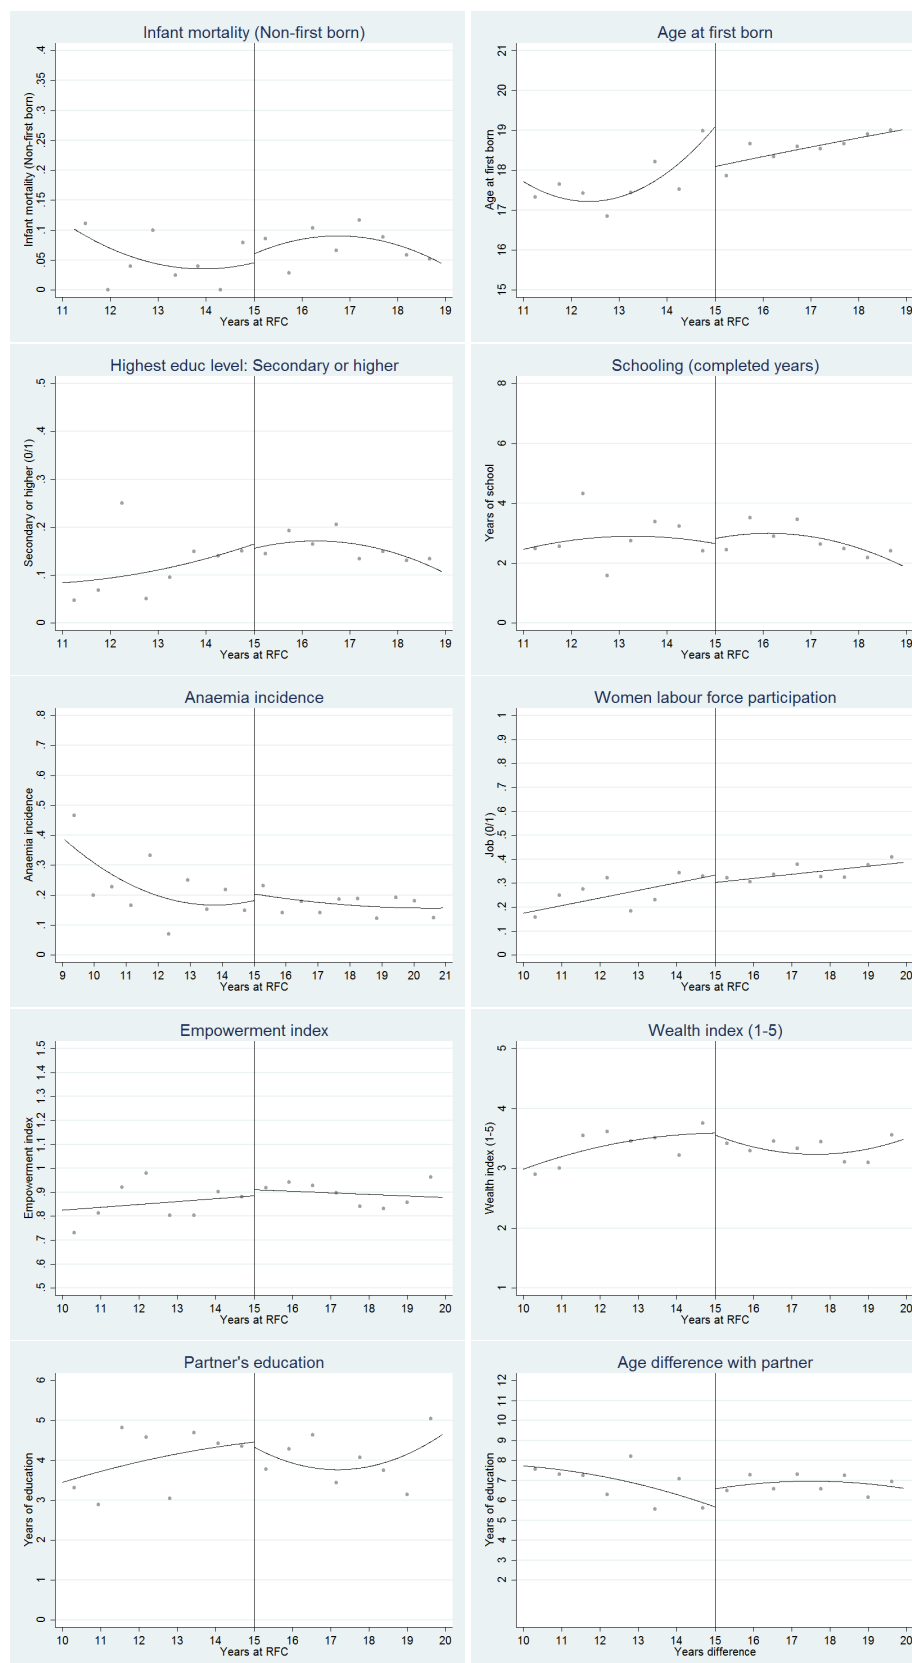 Infant mortality (Non-first born)
Infant mortality (Non-first born)
.4
.35
.3
.25
.2
.15
.1
.05
0
11 12 13 14 15 16 17 18 19
Years at RFC
Age at first born
Age at first born
21
20
19
18
17
16
15
11 12 13 14 15 16 17 18 19
Years at RFC
Highest educ level: Secondary or higher
Secondary or higher (0/1)
.5
.4
.3
.2
.1
0
11 12 13 14 15 16 17 18 19
Years at RFC
Schooling (completed years)
Years of school
8
6
4
2
0
11 12 13 14 15 16 17 18 19
Years at RFC
Anaemia incidence
Anaemia incidence
.8
.7
.6
.5
.4
.3
.2
.1
0
9 10 11 12 13 14 15 16 17 18 19 20 21
Years at RFC
Women labour force participation
Job (0/1)
1
.9
.8
.7
.6
.5
.4
.3
.2
.1
0
10 11 12 13 14 15 16 17 18 19 20
Years at RFC
Empowerment index
Empowerment index
1.5
1.4
1.3
1.2
1.1
1
.9
.8
.7
.6
.5
10 11 12 13 14 15 16 17 18 19 20
Years at RFC
Wealth index (1-5)
Wealth index (1-5)
5
4
3
2
1
10 11 12 13 14 15 16 17 18 19 20
Years at RFC
Partner's education
Years of education
6
5
4
3
2
1
0
10 11 12 13 14 15 16 17 18 19 20
Years at RFC
Age difference with partner
Years of education
12
11
10
9
8
7
6
5
4
3
2
10 11 12 13 14 15 16 17 18 19 20
Years difference